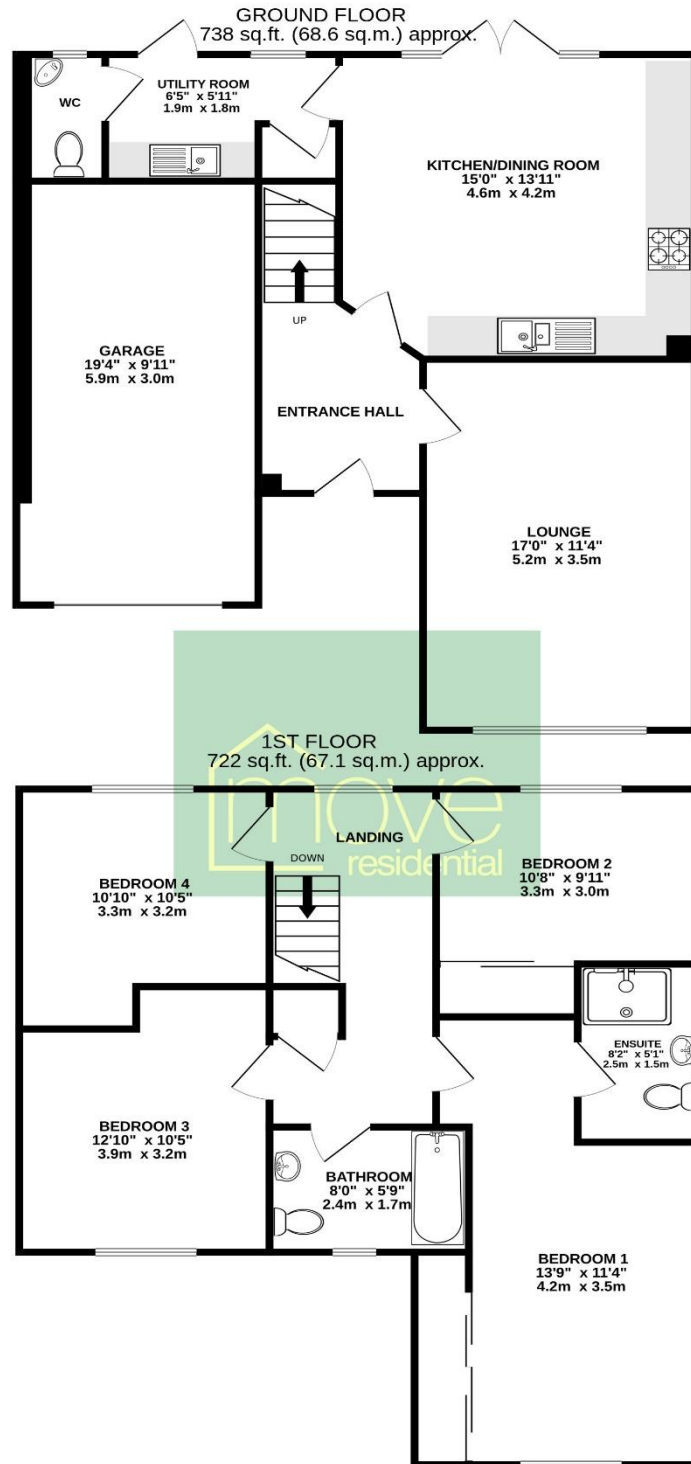 GROUND FLOOR
738 sq.ft. (68.6 sq.m.) approx.
WC
UTILITY ROOM
6'5" x 5'11"
1.9m x 1.8m
KITCHEN/DINING ROOM
15'0" x 13'11"
4.6m x 4.2m
UP
GARAGE
19'4" x 9'11"
5.9m x 3.0m
ENTRANCE HALL
LOUNGE
17'0" x 11'4"
5.2m x 3.5m
1ST FLOOR
722 sq.ft. (67.1 sq.m.) approx.
move
residential
LANDING
DOWN
BEDROOM 4
10'10" x 10'5"
3.3m x 3.2m
BEDROOM 2
10'8" x 9'11"
3.3m x 3.0m
ENSUITE
8'2" x 5'1"
2.5m x 1.5m
BEDROOM 3
12'10" x 10'5"
3.9m x 3.2m
BATHROOM
8'0" x 5'9"
2.4m x 1.7m
BEDROOM 1
13'9" x 11'4"
4.2m x 3.5m